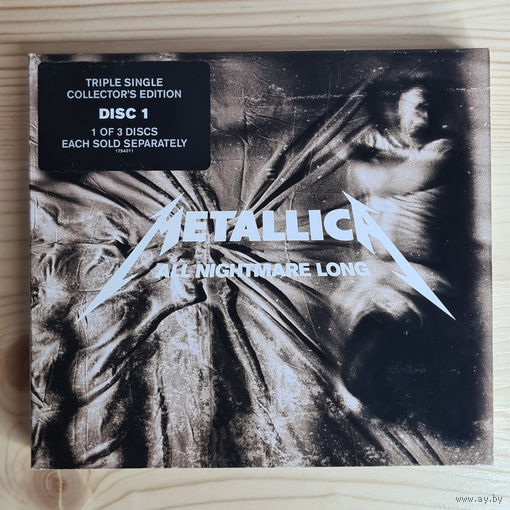 TRIPLE SINGLE
COLLECTOR'S EDITION
DISC 1
1 OF 3 DISCS
EACH SOLD SEPARATELY
1794011
METALLICA
ALL NIGHTMARE LONG
www.ay.by